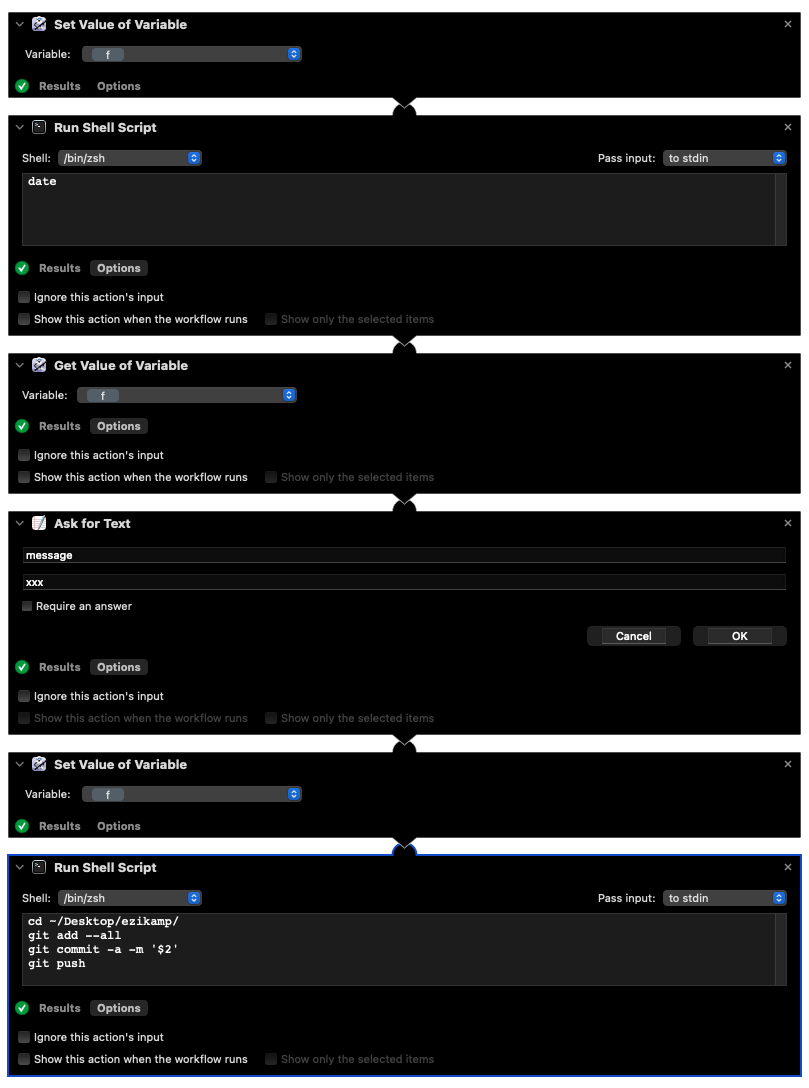 Set Value of Variable
Variable: f
Results Options
Run Shell Script
Shell: /bin/zsh Pass input: to stdin
date
Results Options
Ignore this action's input
Show this action when the workflow runs Show only the selected items
Get Value of Variable
Variable: f
Results Options
Ignore this action's input
Show this action when the workflow runs Show only the selected items
Ask for Text
message
xxx
Require an answer
Cancel OK
Results Options
Ignore this action's input
Show this action when the workflow runs Show only the selected items
Set Value of Variable
Variable: f
Results Options
Run Shell Script
Shell: /bin/zsh Pass input: to stdin
cd ~/Desktop/ezikamp/
git add --all
git commit -a -m '$2'
git push
Results Options
Ignore this action's input
Show this action when the workflow runs Show only the selected items